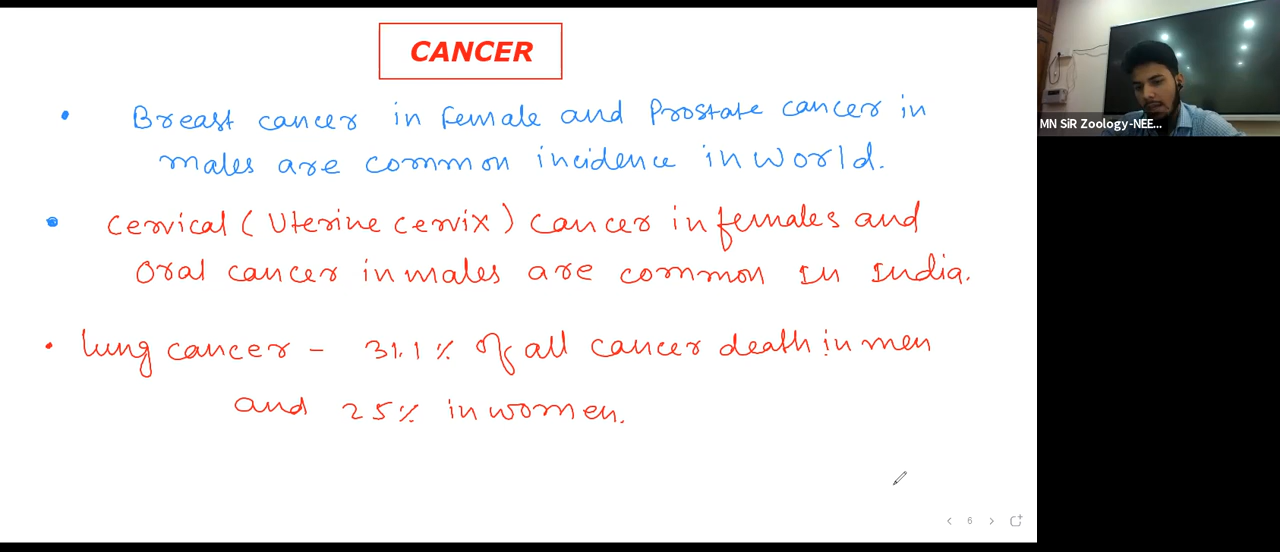 CANCER
• Breast cancer in Female and Prostate cancer in
males are common incidence in world.
• Cervical (Uterine cervix) cancer in females and
Oral cancer in males are common In India.
• Lung cancer – 31.1% of all cancer death in men
and 25% in women.
MN SiR Zoology-NEE...
6